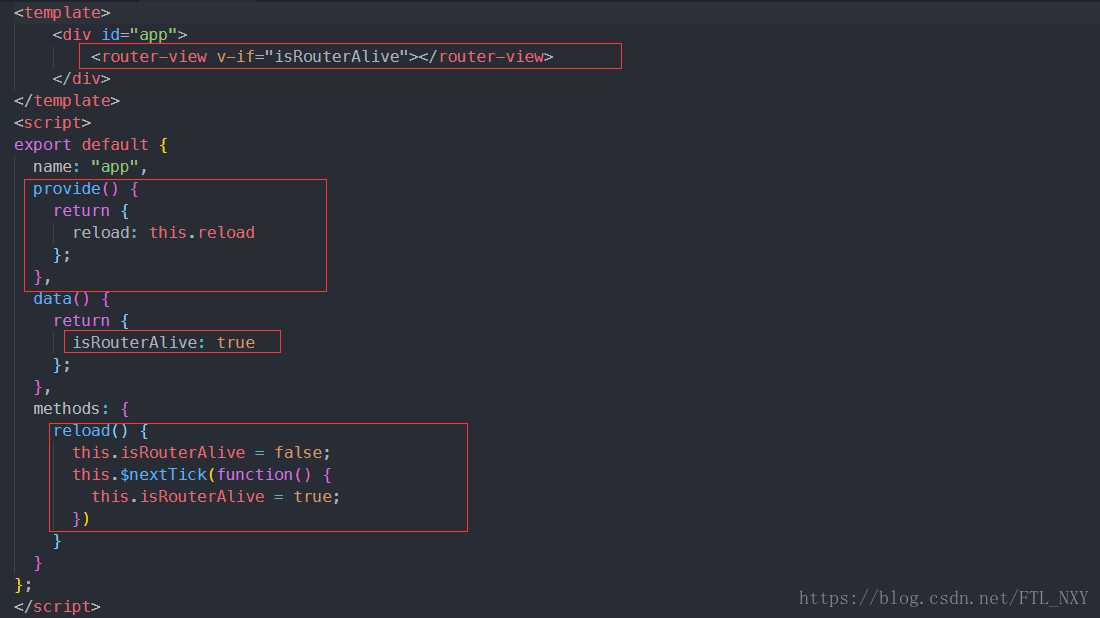 <template>
    <div id="app">
        <router-view v-if="isRouterAlive"></router-view>
    </div>
</template>
<script>
export default {
  name: "app",
  provide() {
    return {
      reload: this.reload
    };
  },
  data() {
    return {
      isRouterAlive: true
    };
  },
  methods: {
    reload() {
      this.isRouterAlive = false;
      this.$nextTick(function() {
        this.isRouterAlive = true;
      })
    }
  }
};
</script>
https://blog.csdn.net/FTL_NXY